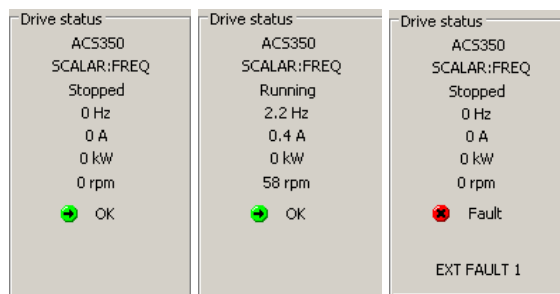 Drive status
ACS350
SCALAR:FREQ
Stopped
0 Hz
0 A
0 kW
0 rpm
OK
Drive status
ACS350
SCALAR:FREQ
Running
2.2 Hz
0.4 A
0 kW
58 rpm
OK
Drive status
ACS350
SCALAR:FREQ
Stopped
0 Hz
0 A
0 kW
0 rpm
Fault
EXT FAULT 1